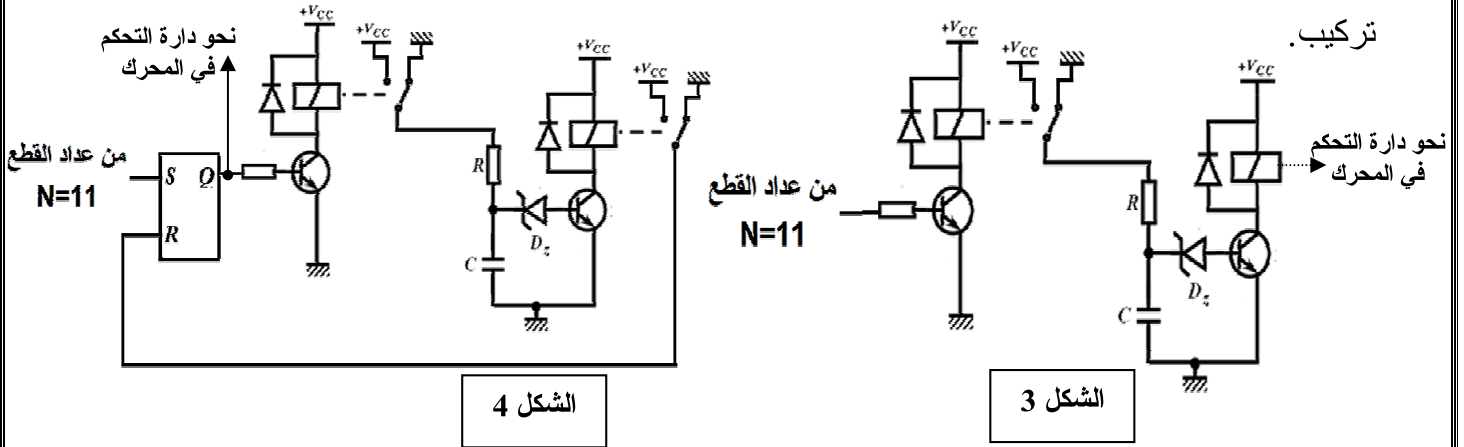 تركيب.
+VCC
+VCC
نحو دارة التحكم
في المحرك
R
C
Dz
من عداد القطع
N=11
الشكل 3
+VCC
+VCC
+VCC
+VCC
نحو دارة التحكم
في المحرك
من عداد القطع
N=11
S Q
R
R
C
Dz
الشكل 4
+VCC